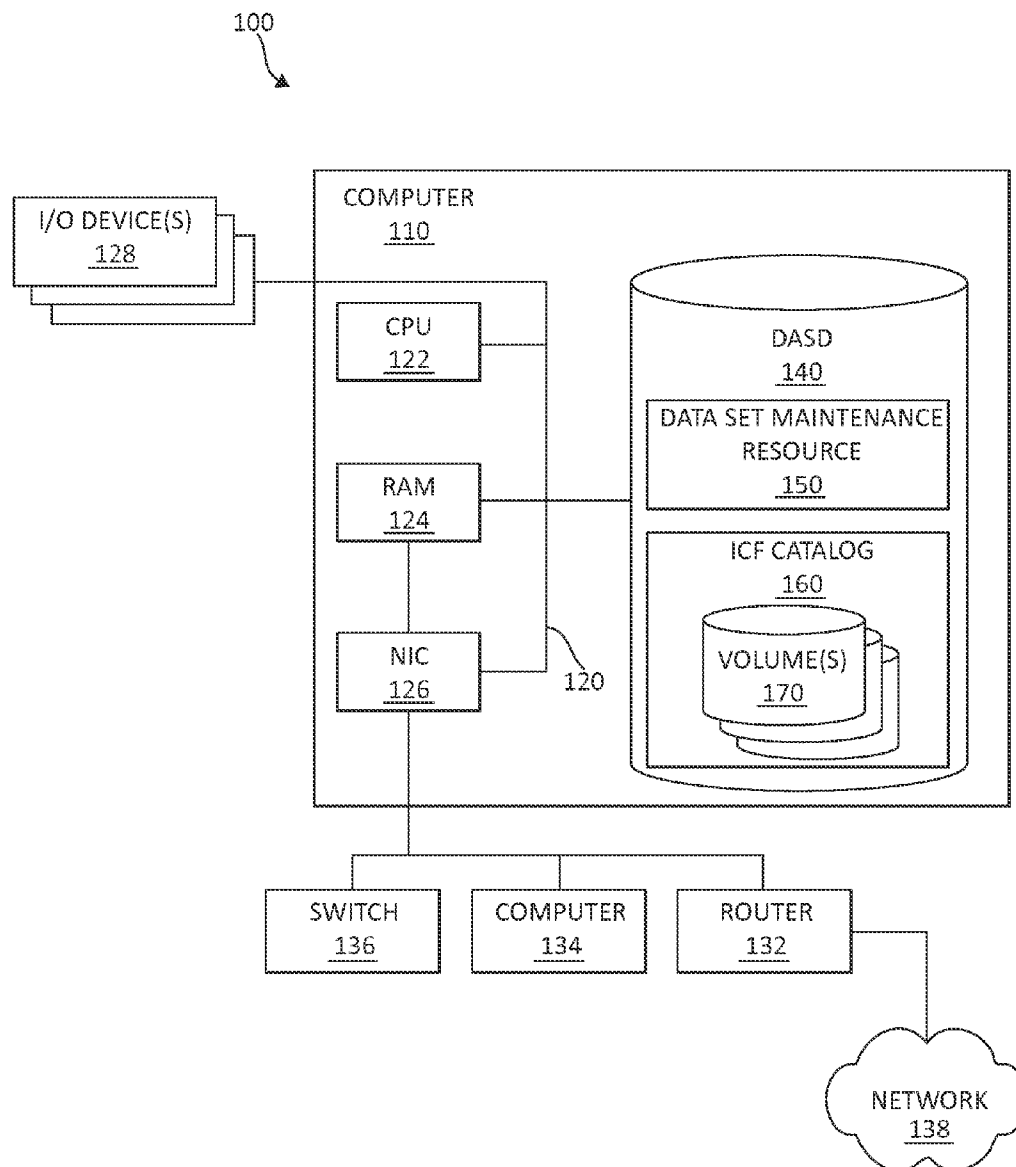 100
I/O DEVICE(S)
128
COMPUTER
110
CPU
122
RAM
124
NIC
126
120
DASD
140
DATA SET MAINTENANCE
RESOURCE
150
ICF CATALOG
160
VOLUME(S)
170
SWITCH
136
COMPUTER
134
ROUTER
132
NETWORK
138